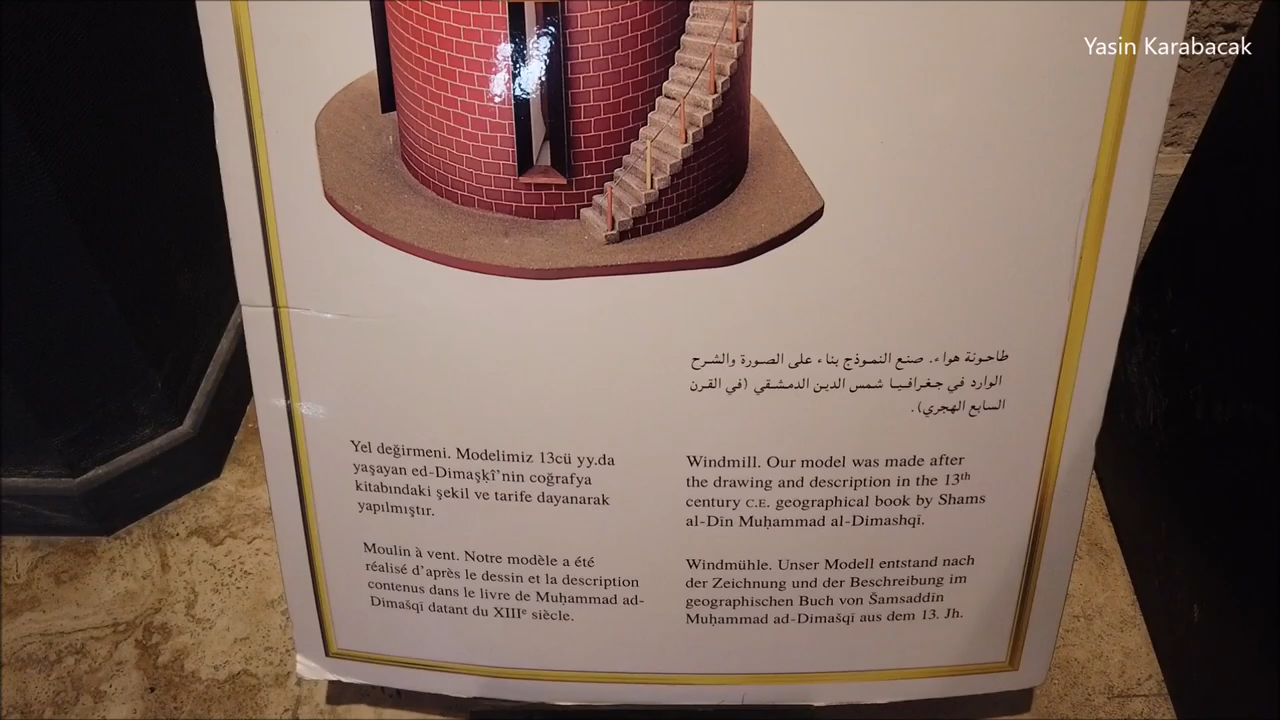 Yasin Karabacak
طاحونة هواء. صنع النموذج بناء على الصورة والشرح
الوارد في جغرافيا شمس الدين الدمشقي (في القرن
السابع الهجري).
Yel değirmeni. Modelimiz 13cü yy.da
yaşayan ed-Dimaşḳī’nin coğrafya
kitabındaki şekil ve tarife dayanarak
yapılmıştır.
Windmill. Our model was made after
the drawing and description in the 13th
century C.E. geographical book by Shams
al-Dīn Muḥammad al-Dimashqī.
Moulin à vent. Notre modèle a été
réalisé d’après le dessin et la description
contenus dans le livre de Muḥammad ad-
Dimašqī datant du XIIIe siècle.
Windmühle. Unser Modell entstand nach
der Zeichnung und der Beschreibung im
geographischen Buch von Šamsaddīn
Muḥammad ad-Dimašqī aus dem 13. Jh.